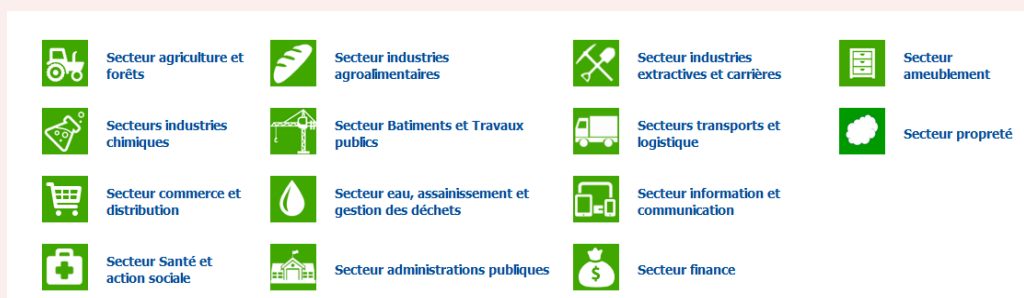 Secteur agriculture et
forêts
Secteur industries
agroalimentaires
Secteur industries
extractives et carrières
Secteur
ameublement
Secteurs industries
chimiques
Secteur Batiments et Travaux
publics
Secteurs transports et
logistique
Secteur propreté
Secteur commerce et
distribution
Secteur eau, assainissement et
gestion des déchets
Secteur information et
communication
Secteur Santé et
action sociale
Secteur administrations publiques
Secteur finance